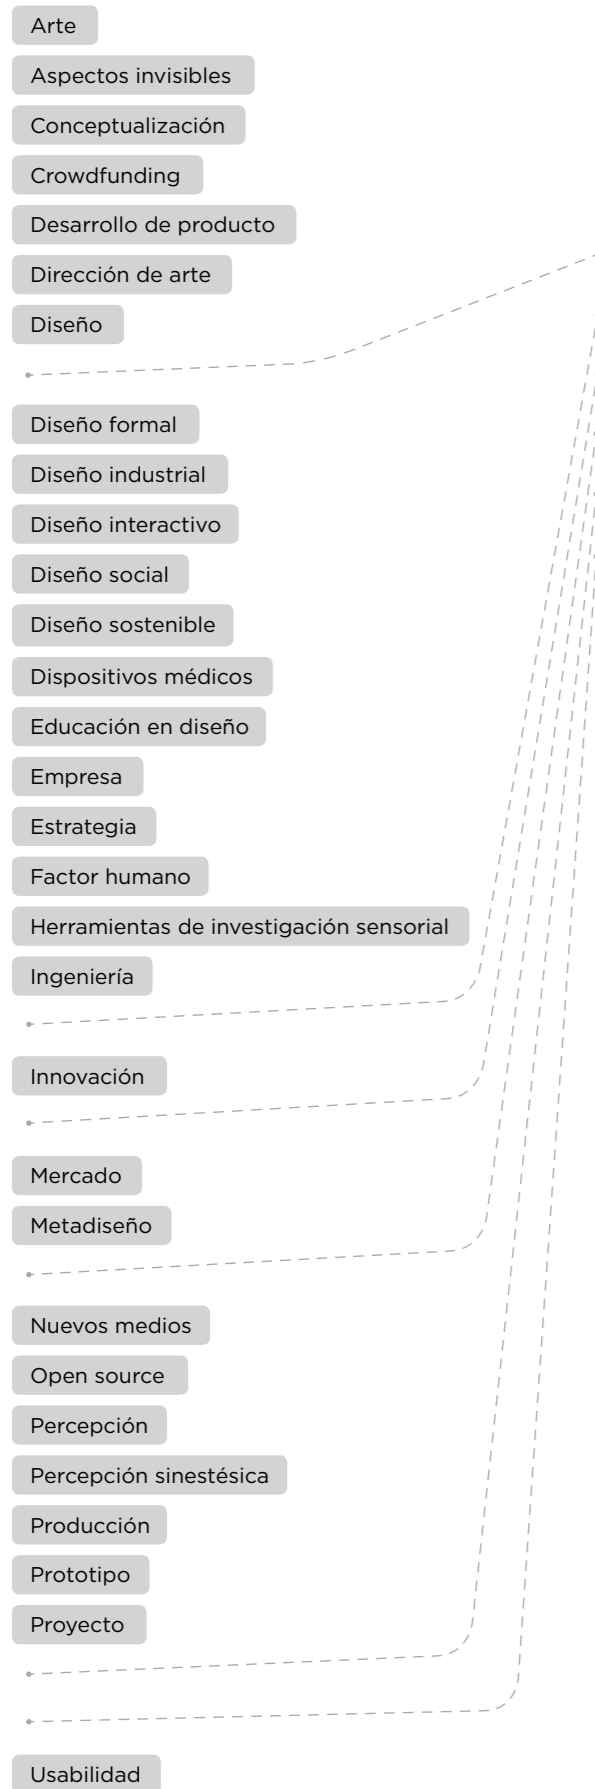 Arte
Aspectos invisibles
Conceptualización
Crowdfunding
Desarrollo de producto
Dirección de arte
Diseño
Diseño formal
Diseño industrial
Diseño interactivo
Diseño social
Diseño sostenible
Dispositivos médicos
Educación en diseño
Empresa
Estrategia
Factor humano
Herramientas de investigación sensorial
Ingeniería
Innovación
Mercado
Metadiseño
Nuevos medios
Open source
Percepción
Percepción sinestésica
Producción
Prototipo
Proyecto
Usabilidad